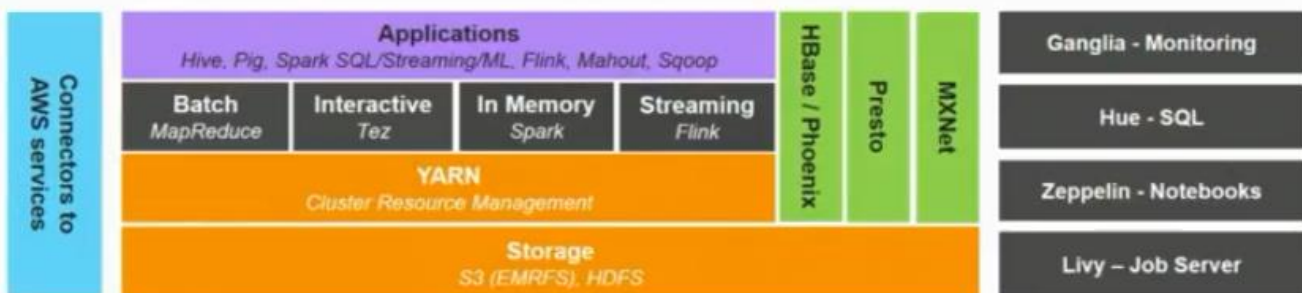 Connectors to
AWS services
Applications
Hive, Pig, Spark SQL/Streaming/ML, Flink, Mahout, Sqoop
Batch
MapReduce
Interactive
Tez
In Memory
Spark
Streaming
Flink
YARN
Cluster Resource Management
Storage
S3 (EMRFS), HDFS
HBase / Phoenix
Presto
MXNet
Ganglia - Monitoring
Hue - SQL
Zeppelin - Notebooks
Livy – Job Server